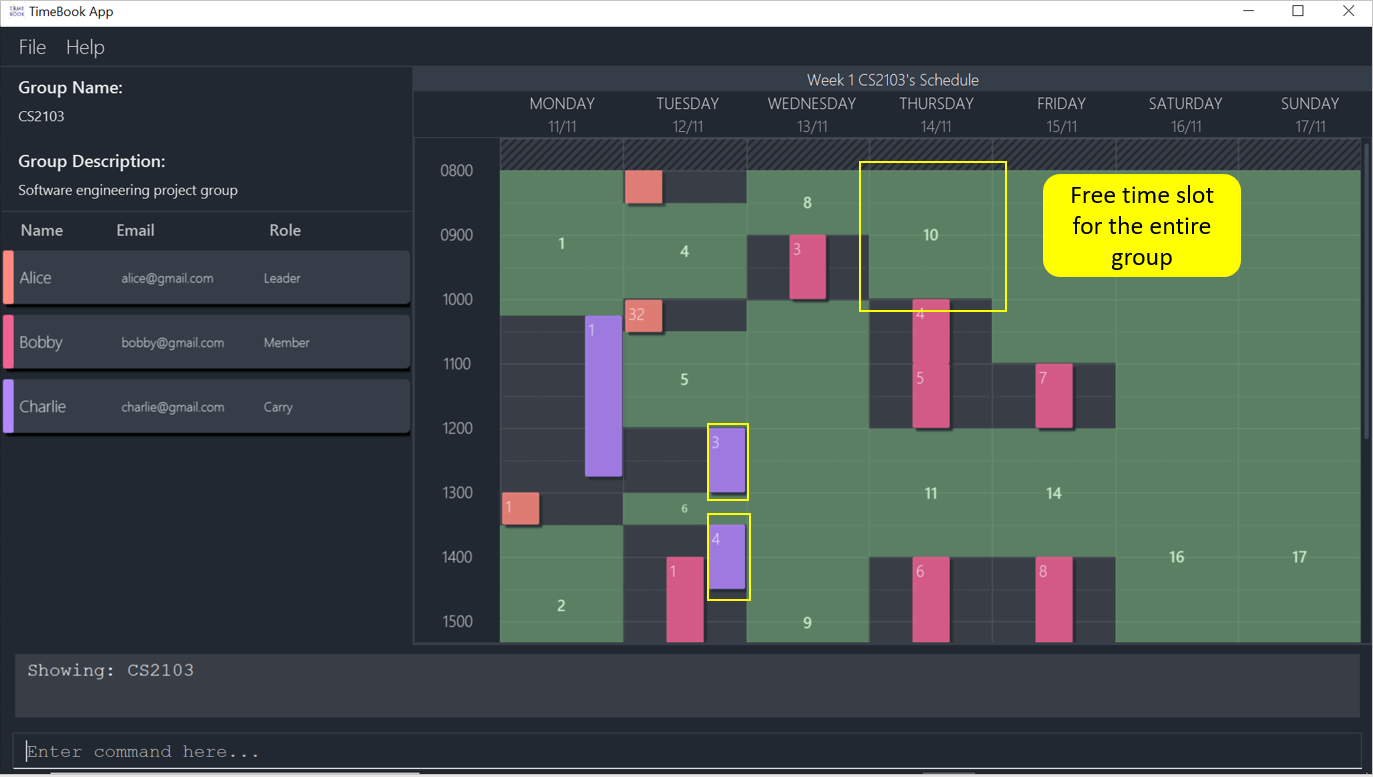 TIME BOOK TimeBook App
File Help
Group Name:
CS2103
Group Description:
Software engineering project group
Name Email Role
Alice alice@gmail.com Leader
Bobby bobby@gmail.com Member
Charlie charlie@gmail.com Carry
Week 1 CS2103's Schedule
MONDAY TUESDAY WEDNESDAY THURSDAY FRIDAY SATURDAY SUNDAY
11/11 12/11 13/11 14/11 15/11 16/11 17/11
0800
8
Free time slot
for the entire
group
0900 1 4 3 10
1000
32 4
1 
1100
5 5 7
1200
3
1300 11 14
1 6
4
1400 16 17
1 6 8
2
1500 9
Showing: CS2103
Enter command here...